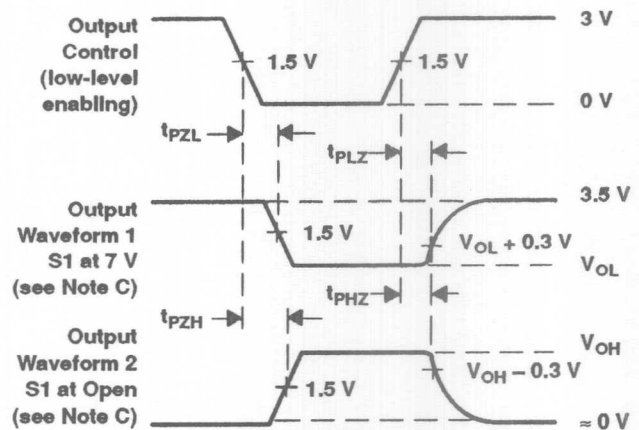 Output
Control
(low-level
enabling)
1.5 V
1.5 V
3 V
0 V
tPZL
tPLZ
Output
Waveform 1
S1 at 7 V
(see Note C)
1.5 V
3.5 V
VOL + 0.3 V
VOL
tPZH
tPHZ
Output
Waveform 2
S1 at Open
(see Note C)
1.5 V
VOH
VOH – 0.3 V
≈ 0 V